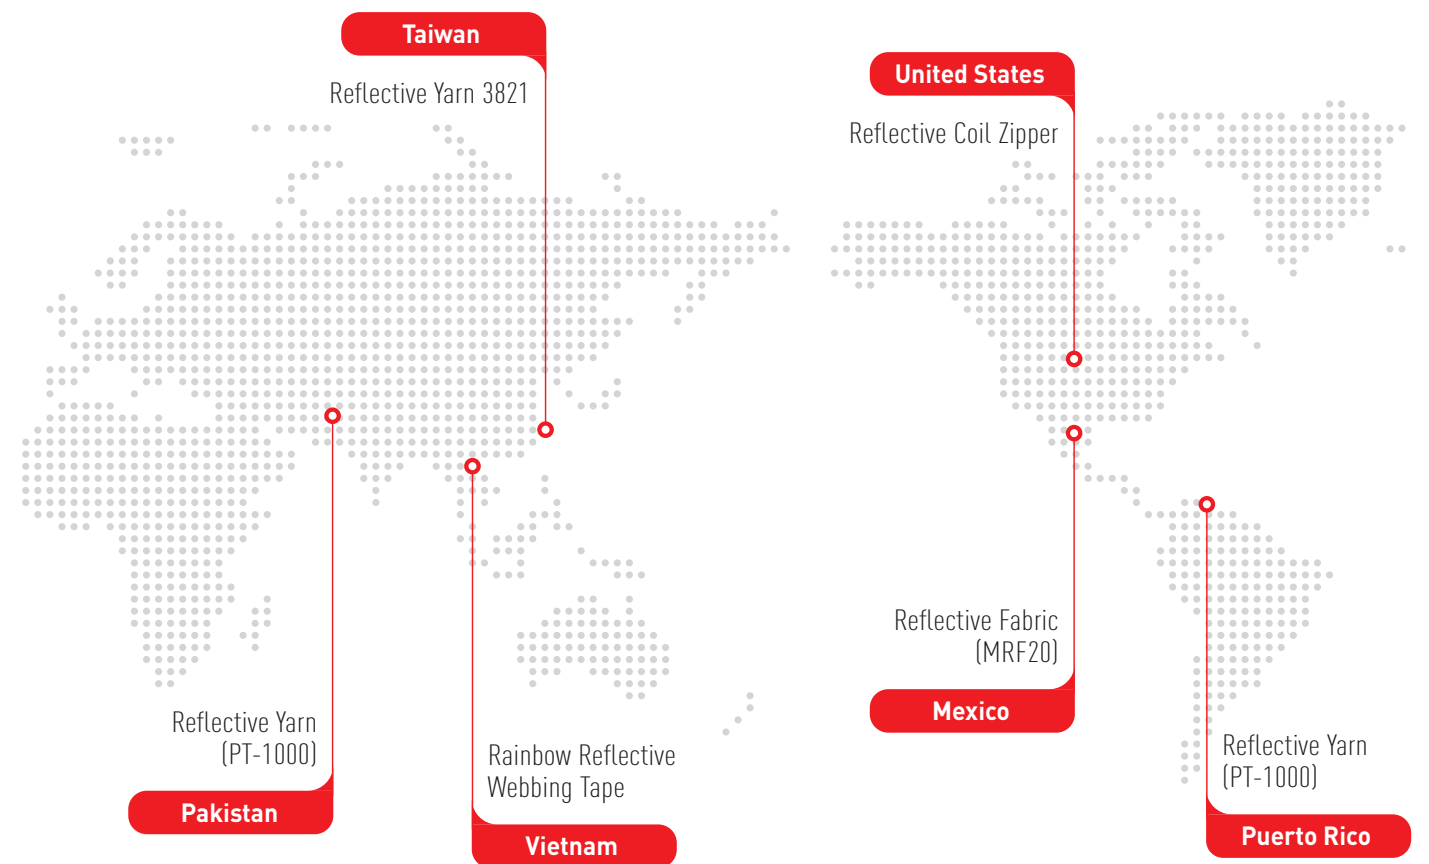 Taiwan
Reflective Yarn 3821
United States
Reflective Coil Zipper
Reflective Fabric
(MRF20)
Mexico
Reflective Yarn
(PT-1000)
Pakistan
Rainbow Reflective
Webbing Tape
Vietnam
Reflective Yarn
(PT-1000)
Puerto Rico